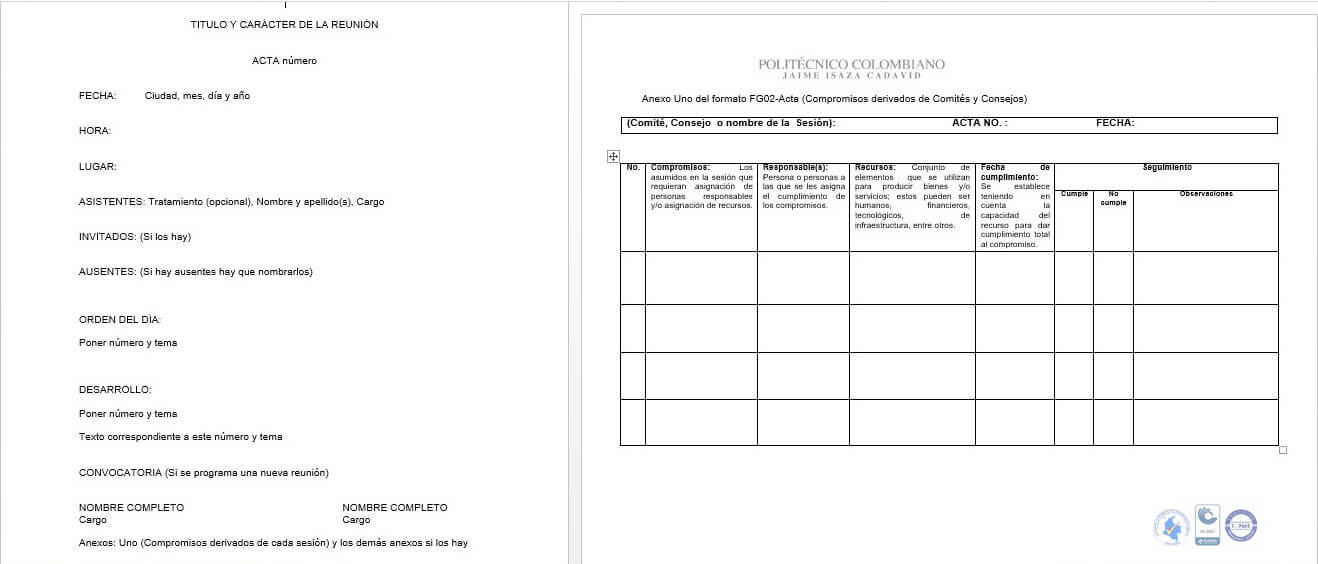 TITULO Y CARÁCTER DE LA REUNIÓN
ACTA número
FECHA: Ciudad, mes, día y año
HORA:
LUGAR:
ASISTENTES: Tratamiento (opcional), Nombre y apellido(s), Cargo
INVITADOS: (Si los hay)
AUSENTES: (Si hay ausentes hay que nombrarlos)
ORDEN DEL DÍA:
Poner número y tema
DESARROLLO:
Poner número y tema
Texto correspondiente a este número y tema
CONVOCATORIA (Si se programa una nueva reunión)
NOMBRE COMPLETO NOMBRE COMPLETO
Cargo Cargo
Anexos: Uno (Compromisos derivados de cada sesión) y los demás anexos si los hay
POLITÉCNICO COLOMBIANO
JAIME ISAZA CADAVID
Anexo Uno del formato FG02-Acta (Compromisos derivados de Comités y Consejos)
(Comité, Consejo o nombre de la Sesión): ACTA NO. : FECHA:
No.
Compromisos: Los
asumidos en la sesión que
requieran asignación de
personas responsables
y/o asignación de recursos.
Responsable(s):
Persona o personas a
las que se les asigna
el cumplimiento de
los compromisos.
Recursos: Conjunto de
elementos que se utilizan
para producir bienes y/o
servicios; estos pueden ser
humanos, financieros,
tecnológicos, de
infraestructura, entre otros.
Fecha de
cumplimiento:
Se establece
teniendo en
cuenta la
capacidad del
recurso para dar
cumplimiento total
al compromiso.
Seguimiento
Cumple
No
cumple
Observaciones